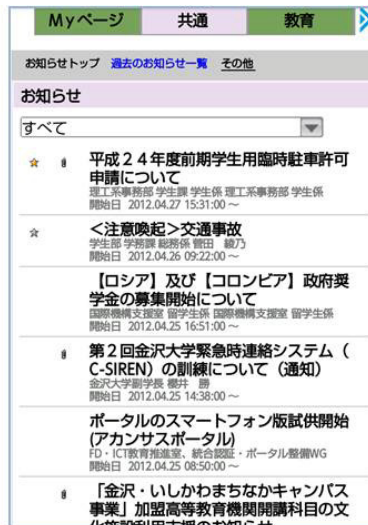 Myページ 共通 教育
お知らせトップ 過去のお知らせ一覧 その他
お知らせ
すべて
平成２４年度前期学生用臨時駐車許可
申請について
理工系事務部 学生課 学生係 理工系事務部 学生係
開始日 2012.04.27 15:31:00 ～
＜注意喚起＞交通事故
学生部 学務課 総務係 菅田 綾乃
開始日 2012.04.26 09:22:00 ～
【ロシア】及び【コロンビア】政府奨
学金の募集開始について
国際機構支援室 留学生係 国際機構支援室 留学生係
開始日 2012.04.25 16:51:00 ～
第２回金沢大学緊急時連絡システム（
C-SIREN）の訓練について（通知）
金沢大学副学長 櫻井 勝
開始日 2012.04.25 14:38:00 ～
ポータルのスマートフォン版試供開始
(アカンサスポータル)
FD・ICT教育推進室、統合認証・ポータル整備WG
開始日 2012.04.25 08:50:00 ～
「金沢・いしかわまちなかキャンパス
事業」加盟高等教育機関開講科目の文
化施設利用支援のお知らせ